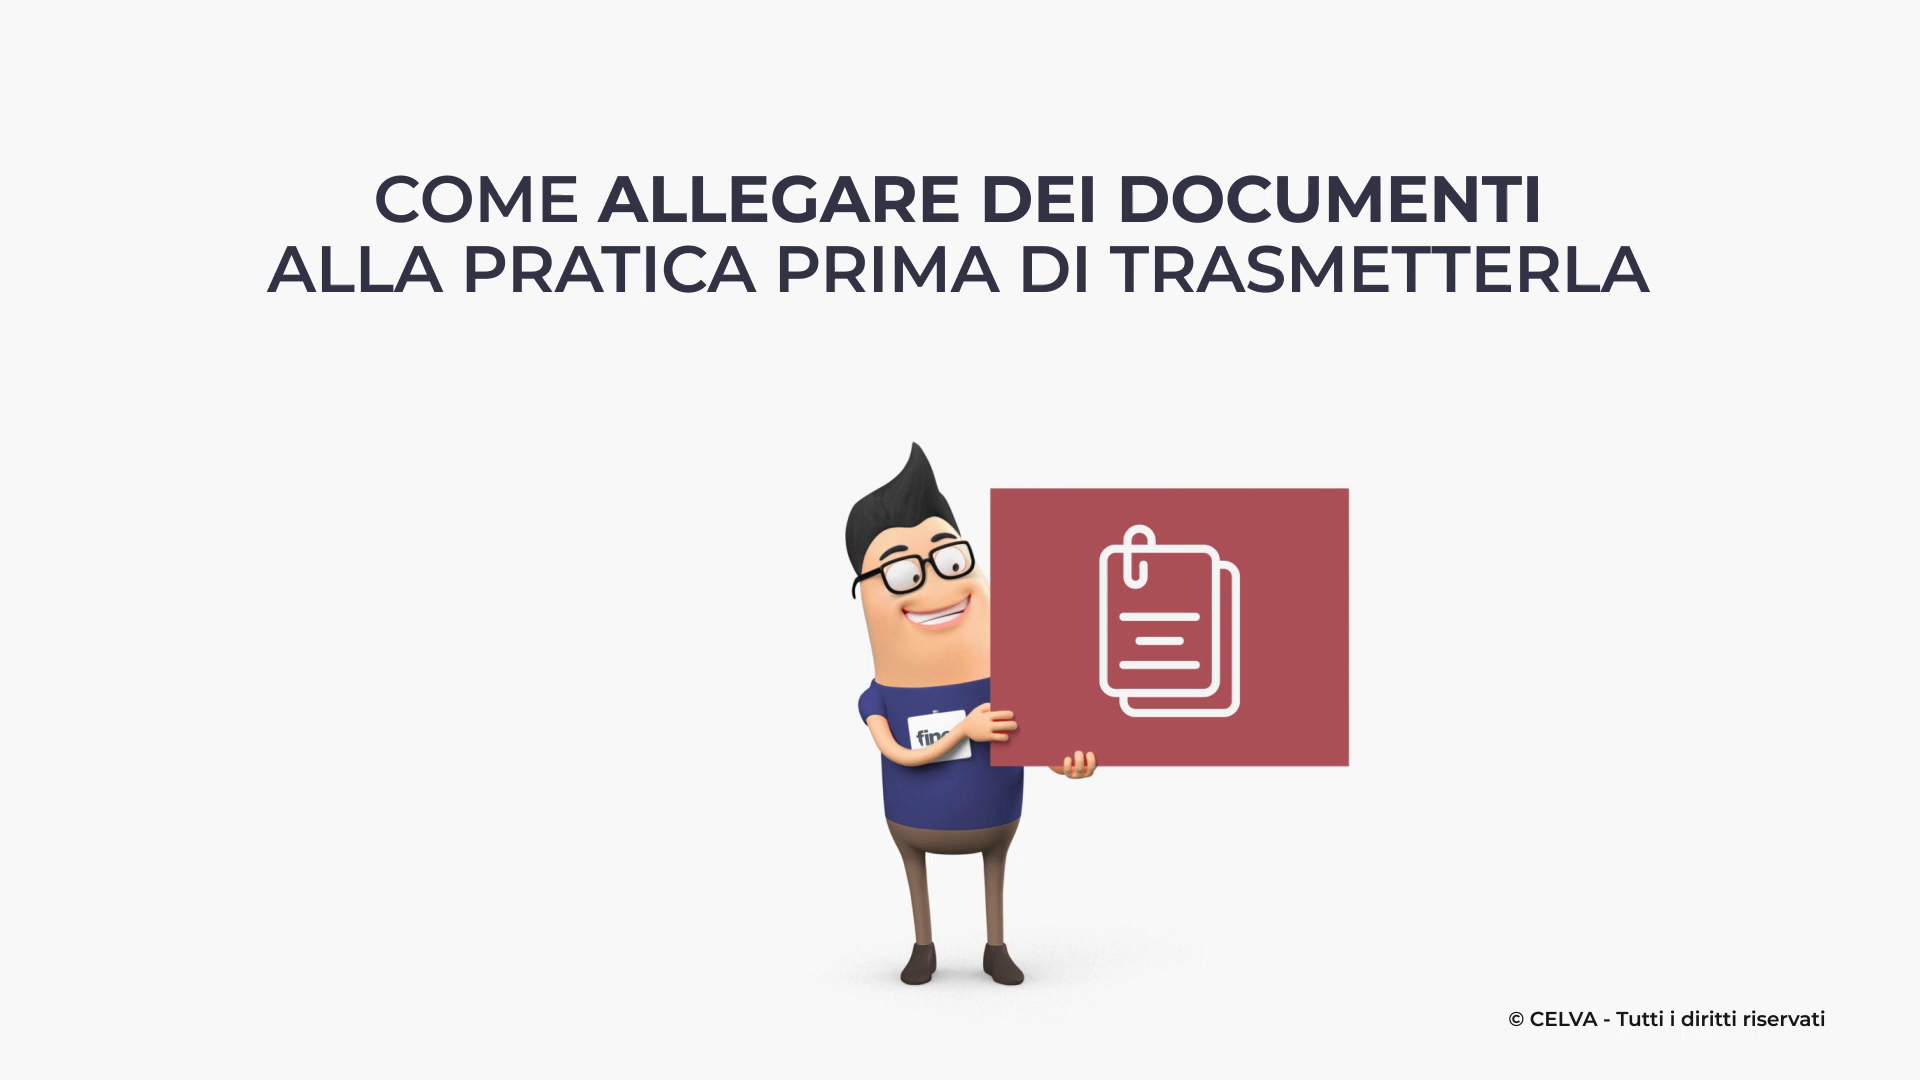 COME ALLEGARE DEI DOCUMENTI
ALLA PRATICA PRIMA DI TRASMETTERLA
© CELVA - Tutti i diritti riservati